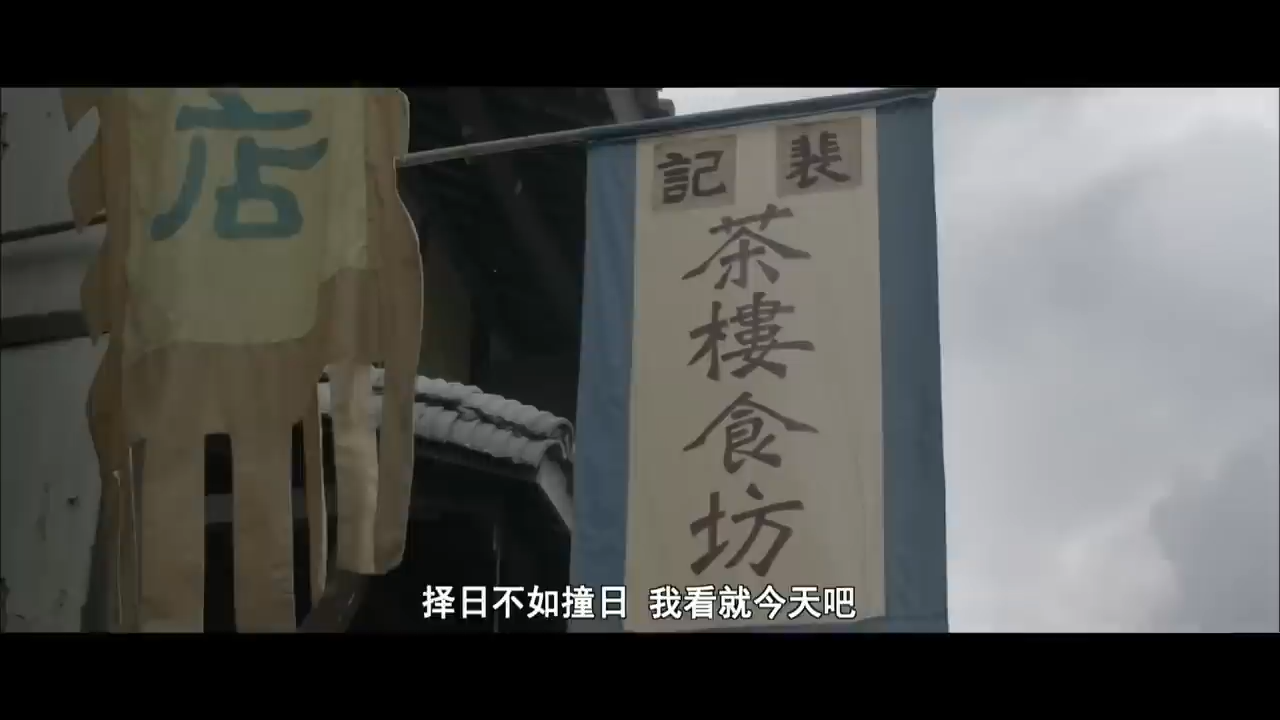 店
裴記
茶樓食坊
择日不如撞日 我看就今天吧